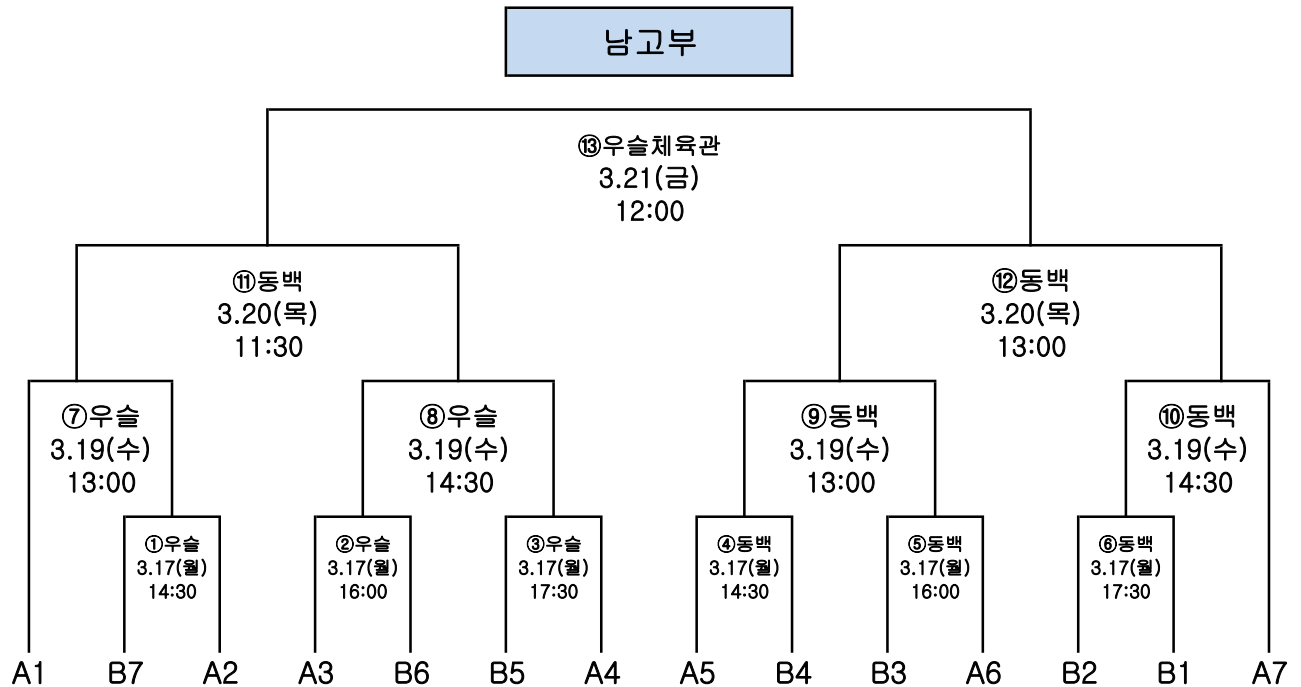 남고부
⑬우슬체육관
3.21(금)
12:00
⑪동백
3.20(목)
11:30
⑫동백
3.20(목)
13:00
⑦우슬
3.19(수)
13:00
⑧우슬
3.19(수)
14:30
⑨동백
3.19(수)
13:00
⑩동백
3.19(수)
14:30
①우슬
3.17(월)
14:30
②우슬
3.17(월)
16:00
③우슬
3.17(월)
17:30
④동백
3.17(월)
14:30
⑤동백
3.17(월)
16:00
⑥동백
3.17(월)
17:30
A1 B7 A2 A3 B6 B5 A4 A5 B4 B3 A6 B2 B1 A7